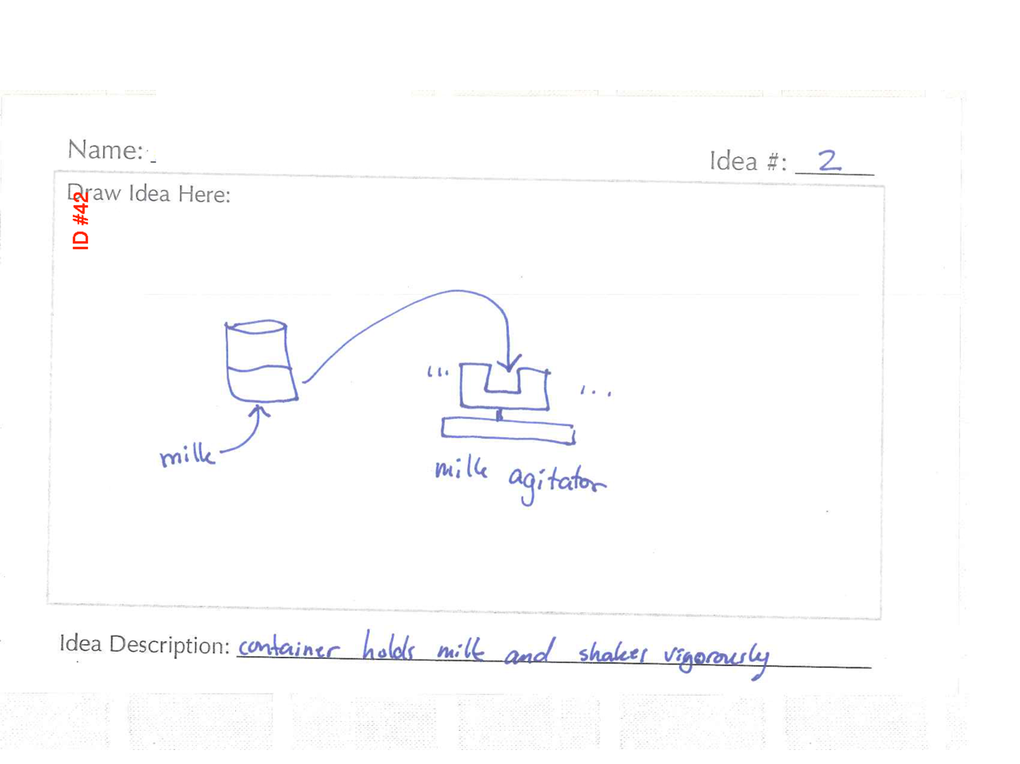 Name:
Idea #: 2
Draw Idea Here:
ID #42
milk
milk agitator
Idea Description: container holds milk and shakes vigorously